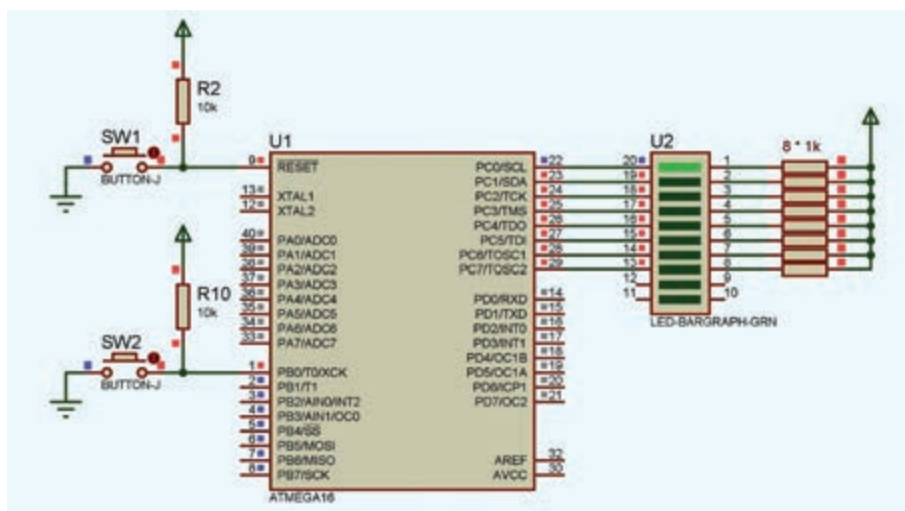 R2
10k
SW1
BUTTON-J
R10
10k
SW2
BUTTON-J
U1
9 RESET
13 XTAL1
12 XTAL2
40 PA0/ADC0
39 PA1/ADC1
38 PA2/ADC2
37 PA3/ADC3
36 PA4/ADC4
35 PA5/ADC5
34 PA6/ADC6
33 PA7/ADC7
1 PB0/T0/XCK
2 PB1/T1
3 PB2/AIN0/INT2
4 PB3/AIN1/OC0
5 PB4/SS
6 PB5/MOSI
7 PB6/MISO
8 PB7/SCK
PC0/SCL 22
PC1/SDA 23
PC2/TCK 24
PC3/TMS 25
PC4/TDO 26
PC5/TDI 27
PC6/TOSC1 28
PC7/TOSC2 29
PD0/RXD 14
PD1/TXD 15
PD2/INT0 16
PD3/INT1 17
PD4/OC1B 18
PD5/OC1A 19
PD6/ICP1 20
PD7/OC2 21
AREF 32
AVCC 30
ATMEGA16
U2
20 1
19 2
18 3
17 4
16 5
15 6
14 7
13 8
12 9
11 10
LED-BARGRAPH-GRN
8 * 1k